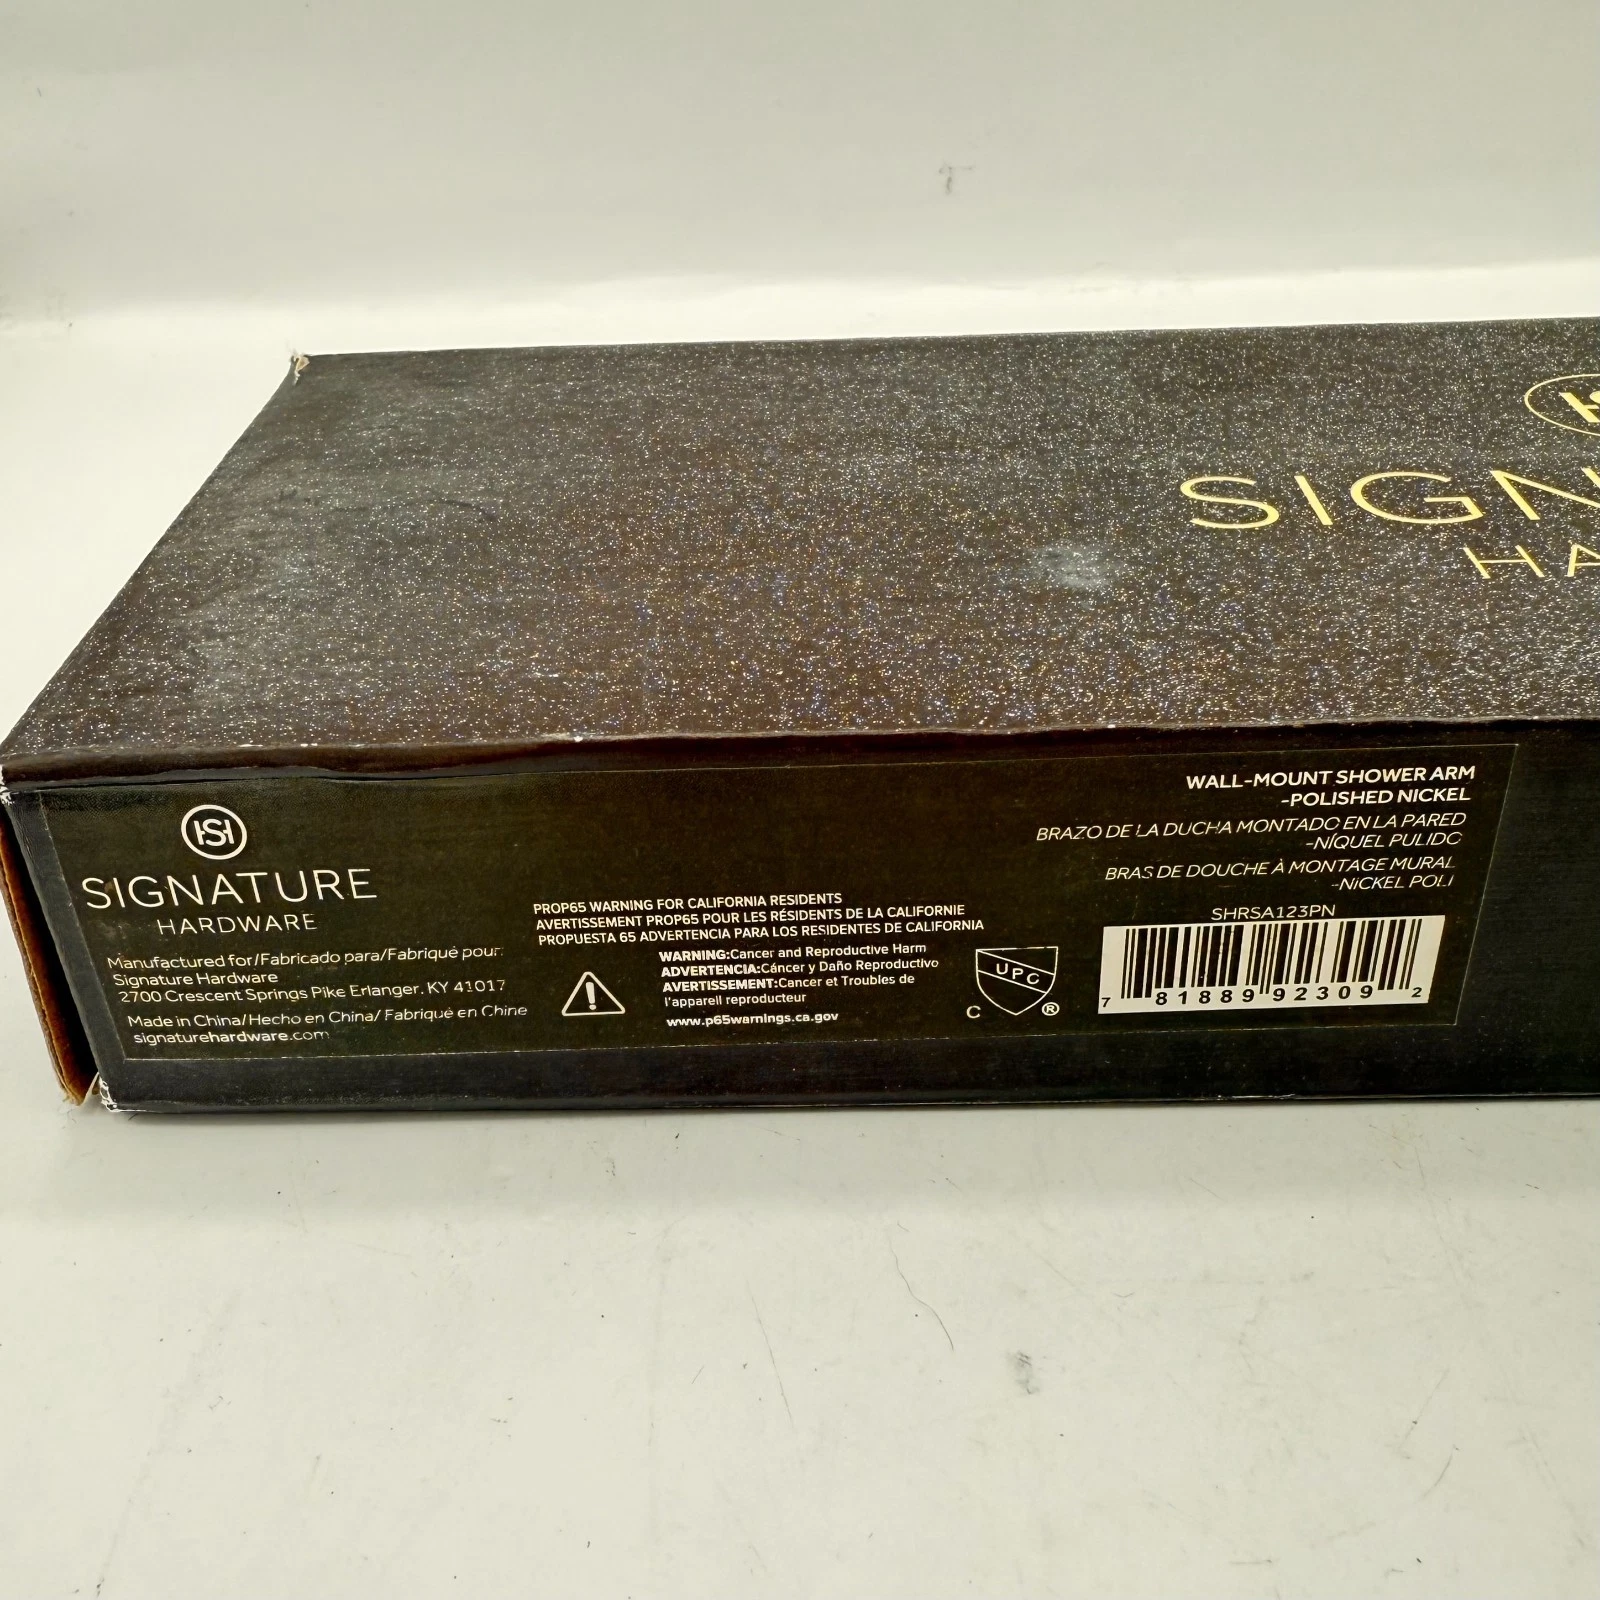 SIGN
HA
SIGNATURE
HARDWARE
Manufactured for/Fabricado para/Fabriqué pour:
Signature Hardware
2700 Crescent Springs Pike Erlanger, KY 41017
Made in China/Hecho en China/ Fabriqué en Chine
signaturehardware.com
PROP65 WARNING FOR CALIFORNIA RESIDENTS
AVERTISSEMENT PROP65 POUR LES RÉSIDENTS DE LA CALIFORNIE
PROPUESTA 65 ADVERTENCIA PARA LOS RESIDENTES DE CALIFORNIA
WARNING:Cancer and Reproductive Harm
ADVERTENCIA:Cáncer y Daño Reproductivo
AVERTISSEMENT:Cancer et Troubles de
l'appareil reproducteur
www.p65warnings.ca.gov
UPC
C ®
WALL-MOUNT SHOWER ARM
-POLISHED NICKEL
BRAZO DE LA DUCHA MONTADO EN LA PARED
-NÍQUEL PULIDO
BRAS DE DOUCHE À MONTAGE MURAL
-NICKEL POLI
SHRSA123PN
7 81889 92309 2